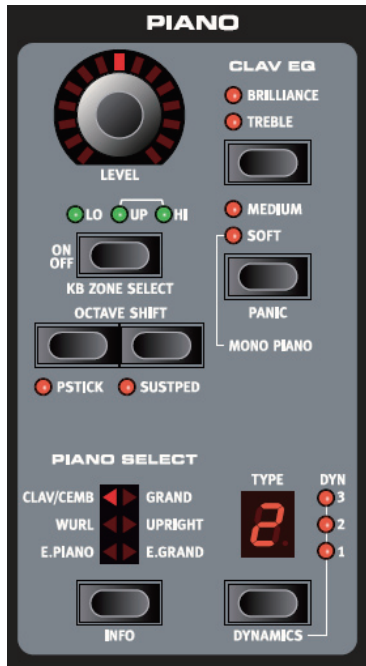 PIANO
CLAV EQ
BRILLIANCE
TREBLE
LEVEL
LO UP HI
MEDIUM
SOFT
ON
OFF
KB ZONE SELECT
PANIC
OCTAVE SHIFT
MONO PIANO
PSTICK SUSTPED
PIANO SELECT
TYPE DYN
CLAV/CEMB GRAND
WURL UPRIGHT
E.PIANO E.GRAND
2
3
2
1
INFO
DYNAMICS